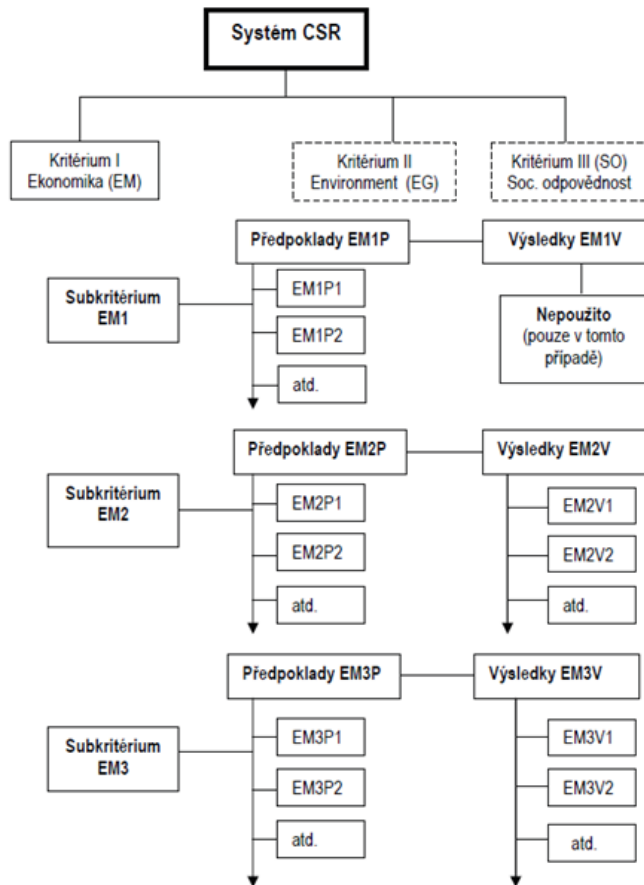 Systém CSR
Kritérium I
Ekonomika (EM)
Kritérium II
Environment (EG)
Kritérium III (SO)
Soc. odpovědnost
Předpoklady EM1P
Výsledky EM1V
Subkritérium
EM1
EM1P1
EM1P2
atd.
Nepoužito
(pouze v tomto
případě)
Předpoklady EM2P
Výsledky EM2V
Subkritérium
EM2
EM2P1
EM2P2
atd.
EM2V1
EM2V2
atd.
Předpoklady EM3P
Výsledky EM3V
Subkritérium
EM3
EM3P1
EM3P2
atd.
EM3V1
EM3V2
atd.